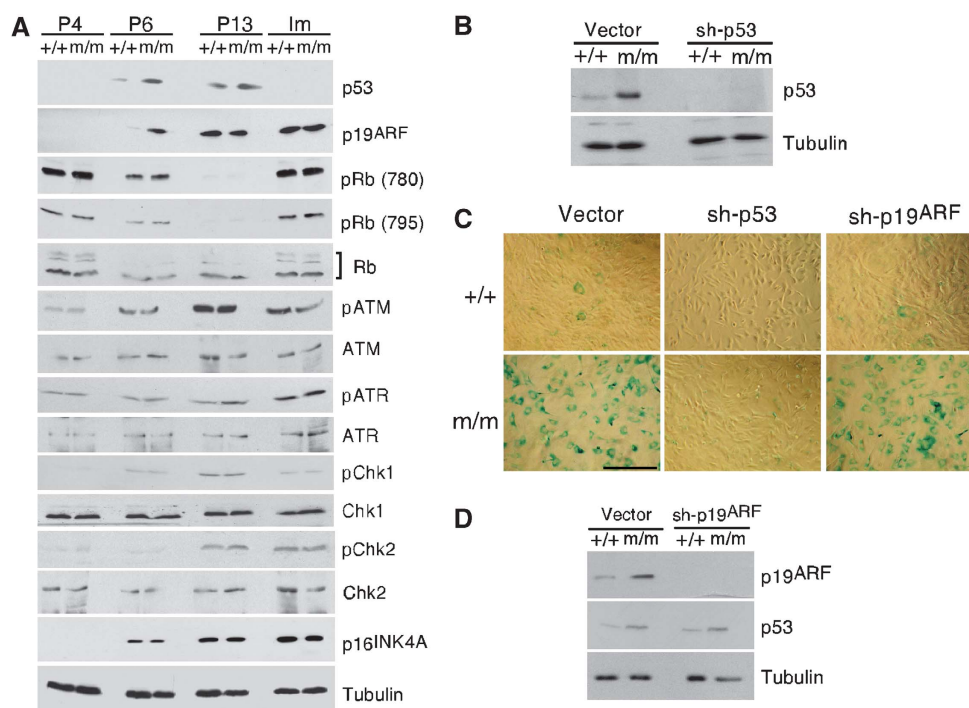 A
P4 P6 P13 Im
+/+ m/m +/+ m/m +/+ m/m +/+ m/m
p53
p19ARF
pRb (780)
pRb (795)
Rb
pATM
ATM
pATR
ATR
pChk1
Chk1
pChk2
Chk2
p16INK4A
Tubulin
B
Vector sh-p53
+/+ m/m +/+ m/m
p53
Tubulin
C
Vector sh-p53 sh-p19ARF
+/+
m/m
D
Vector sh-p19ARF
+/+ m/m +/+ m/m
p19ARF
p53
Tubulin